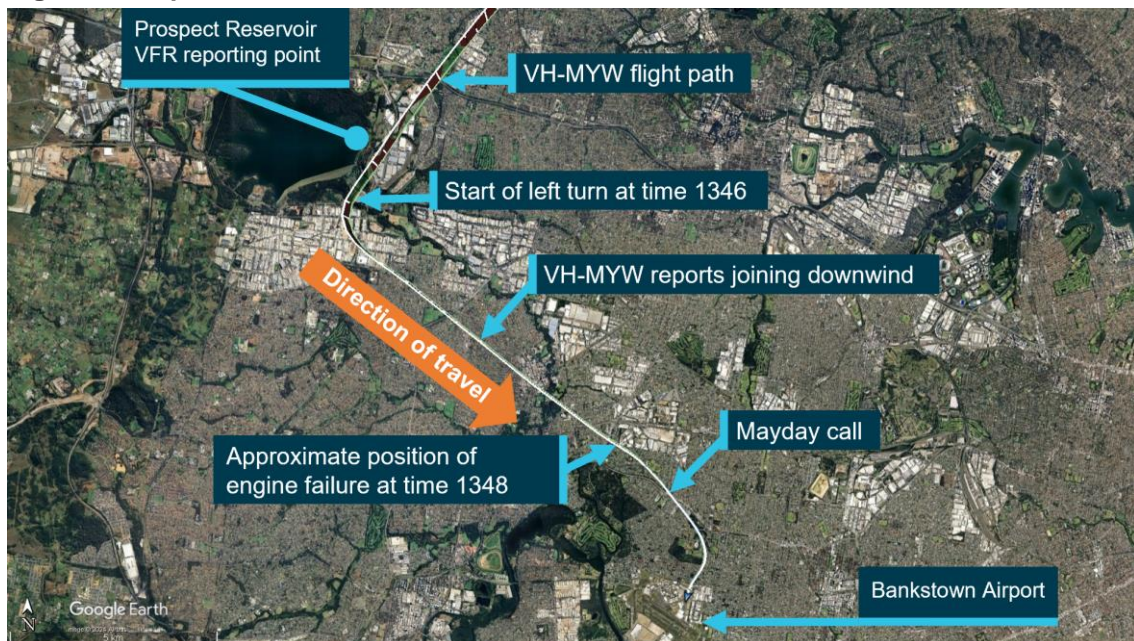 Prospect Reservoir
VFR reporting point
VH-MYW flight path
Start of left turn at time 1346
VH-MYW reports joining downwind
Direction of travel
Mayday call
Approximate position of
engine failure at time 1348
Bankstown Airport
N
Google Earth